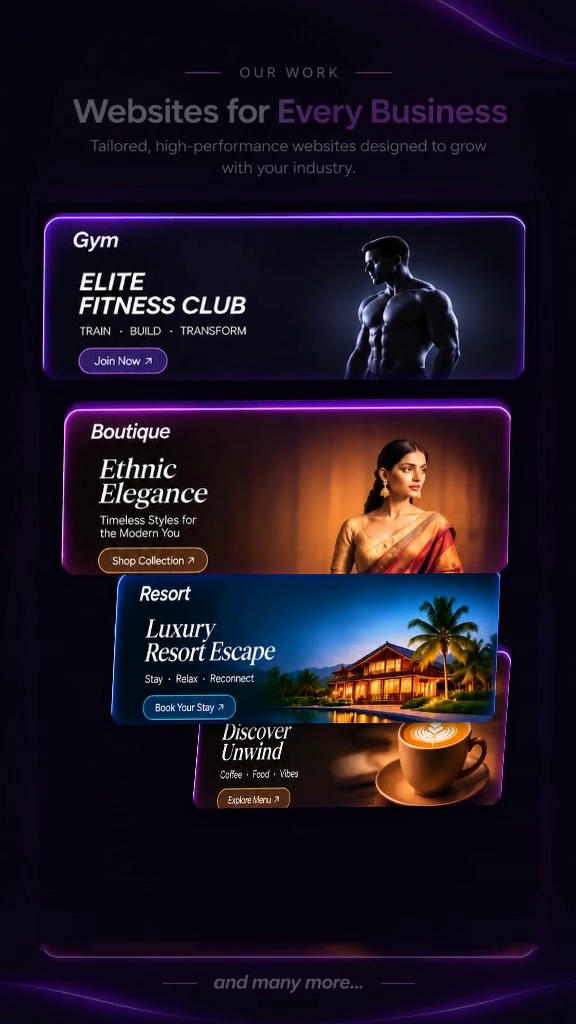 OUR WORK
Websites for Every Business
Tailored, high-performance websites designed to grow
with your industry.
Gym
ELITE
FITNESS CLUB
TRAIN · BUILD · TRANSFORM
Join Now ↗
Boutique
Ethnic
Elegance
Timeless Styles for
the Modern You
Shop Collection ↗
Resort
Luxury
Resort Escape
Stay · Relax · Reconnect
Book Your Stay ↗
Discover
Unwind
Coffee · Food · Vibes
Explore Menu ↗
and many more...